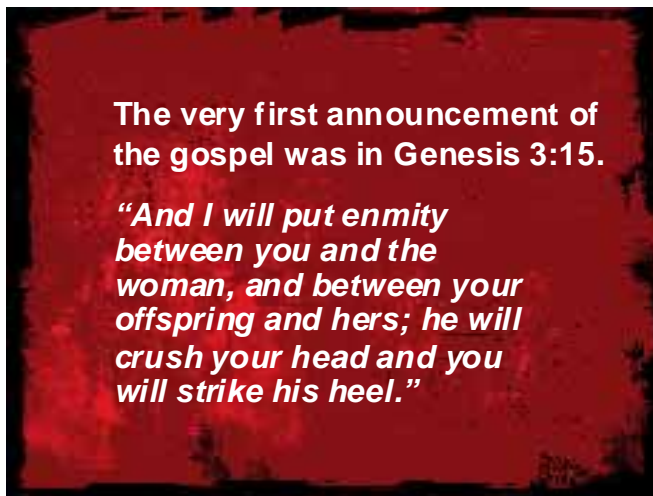 The very first announcement of
the gospel was in Genesis 3:15.
“And I will put enmity
between you and the
woman, and between your
offspring and hers; he will
crush your head and you
will strike his heel.”